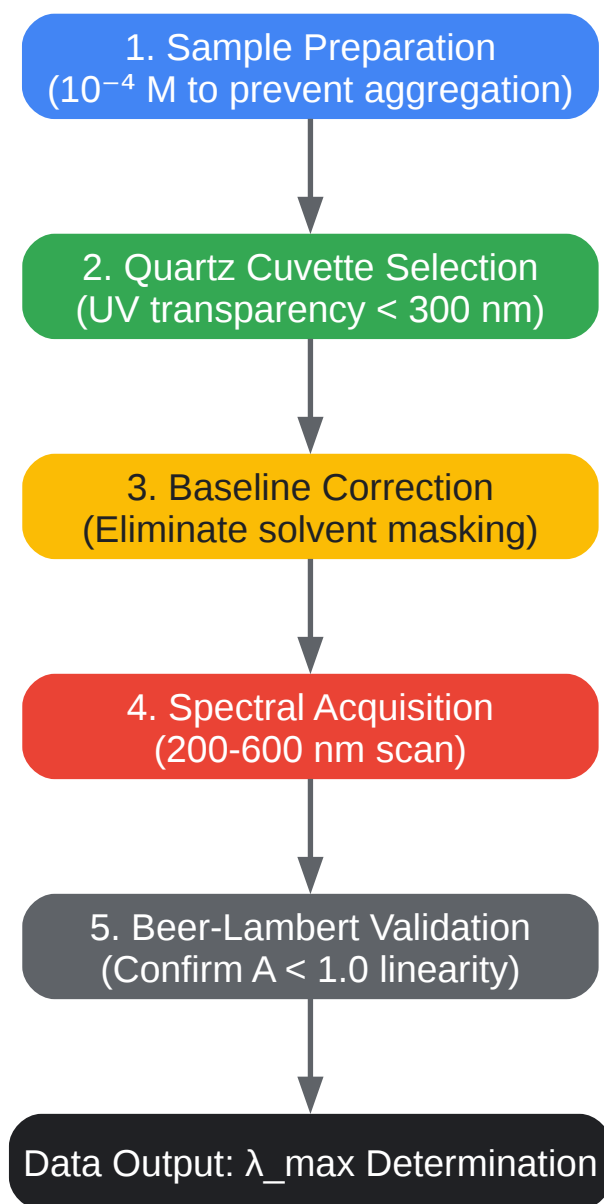 1. Sample Preparation
(10⁻⁴ M to prevent aggregation)
2. Quartz Cuvette Selection
(UV transparency < 300 nm)
3. Baseline Correction
(Eliminate solvent masking)
4. Spectral Acquisition
(200-600 nm scan)
5. Beer-Lambert Validation
(Confirm A < 1.0 linearity)
Data Output: λ_max Determination